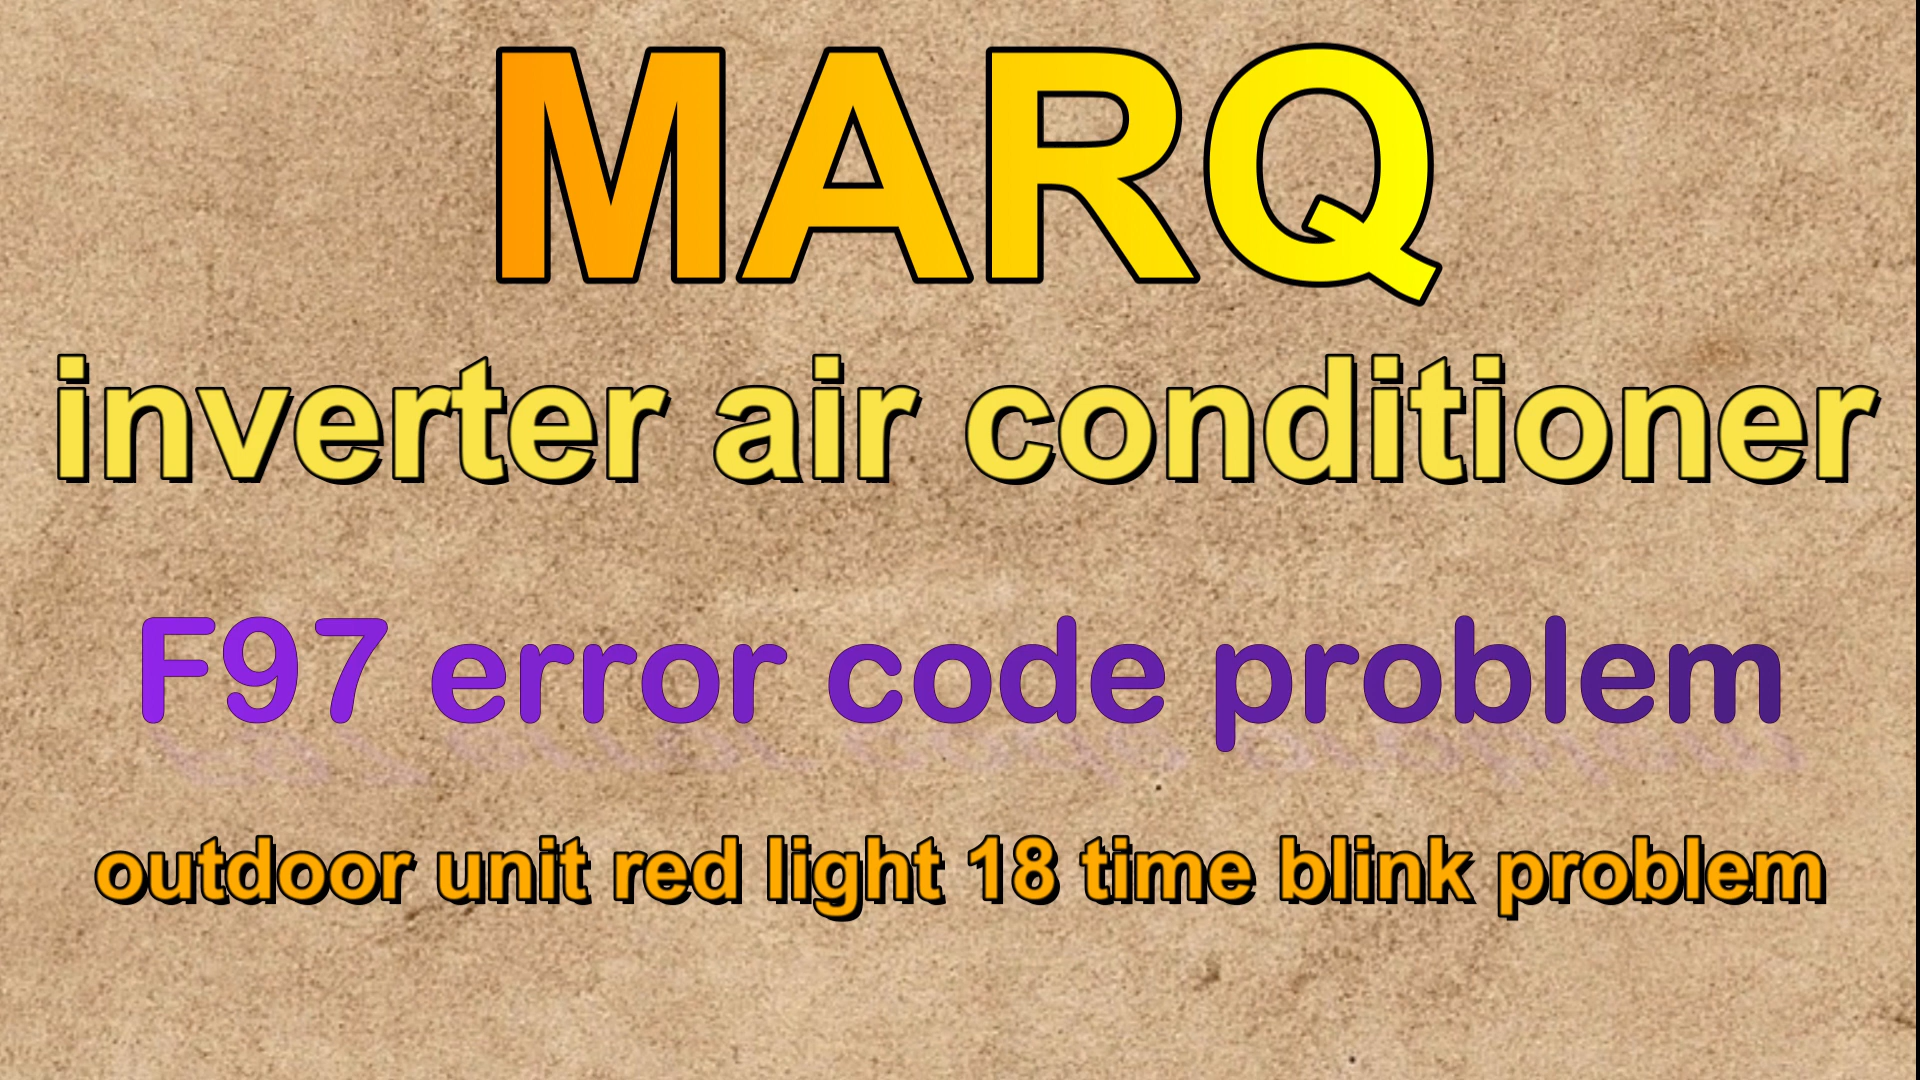 MARQ
inverter air conditioner
F97 error code problem
outdoor unit red light 18 time blink problem